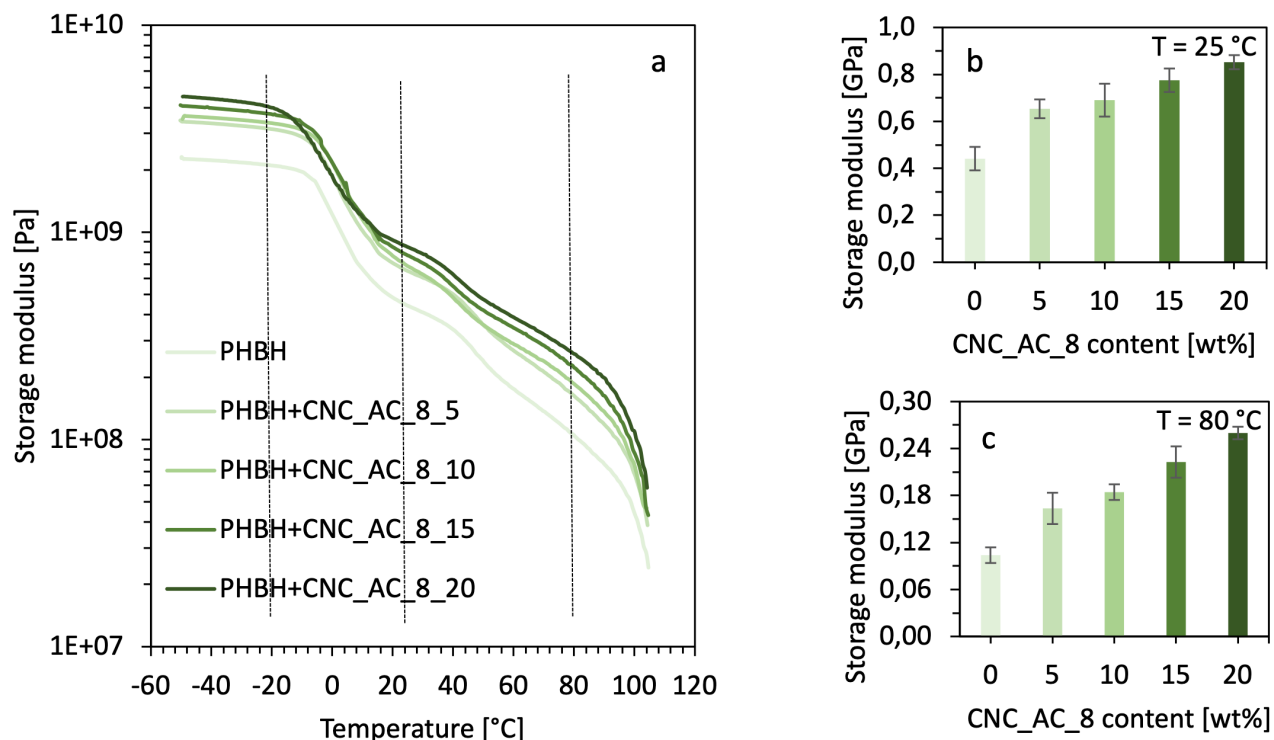 a
1E+10
1E+09
1E+08
1E+07
Storage modulus [Pa]
PHBH
PHBH+CNC_AC_8_5
PHBH+CNC_AC_8_10
PHBH+CNC_AC_8_15
PHBH+CNC_AC_8_20
-60 -40 -20 0 20 40 60 80 100 120
Temperature [°C]
b
T = 25 °C
1,0
0,8
0,6
0,4
0,2
0,0
Storage modulus [GPa]
0 5 10 15 20
CNC_AC_8 content [wt%]
c
T = 80 °C
0,30
0,24
0,18
0,12
0,06
0,00
Storage modulus [GPa]
0 5 10 15 20
CNC_AC_8 content [wt%]